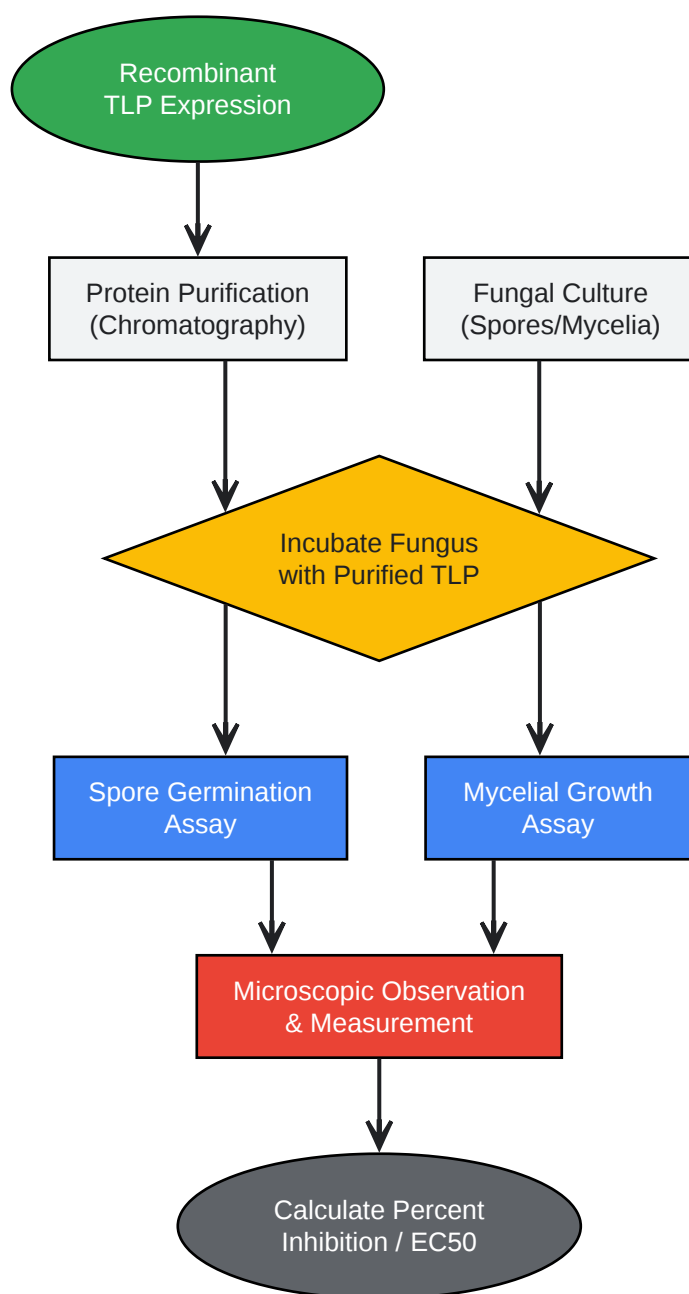 Recombinant
TLP Expression
Protein Purification
(Chromatography)
Fungal Culture
(Spores/Mycelia)
Incubate Fungus
with Purified TLP
Spore Germination
Assay
Mycelial Growth
Assay
Microscopic Observation
& Measurement
Calculate Percent
Inhibition / EC50